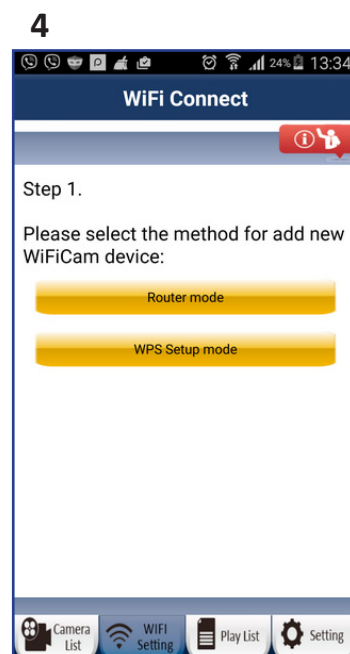 4
24% 13:34
WiFi Connect
Step 1.
Please select the method for add new
WiFiCam device:
Router mode
WPS Setup mode
Camera
List
WIFI
Setting
Play List
Setting